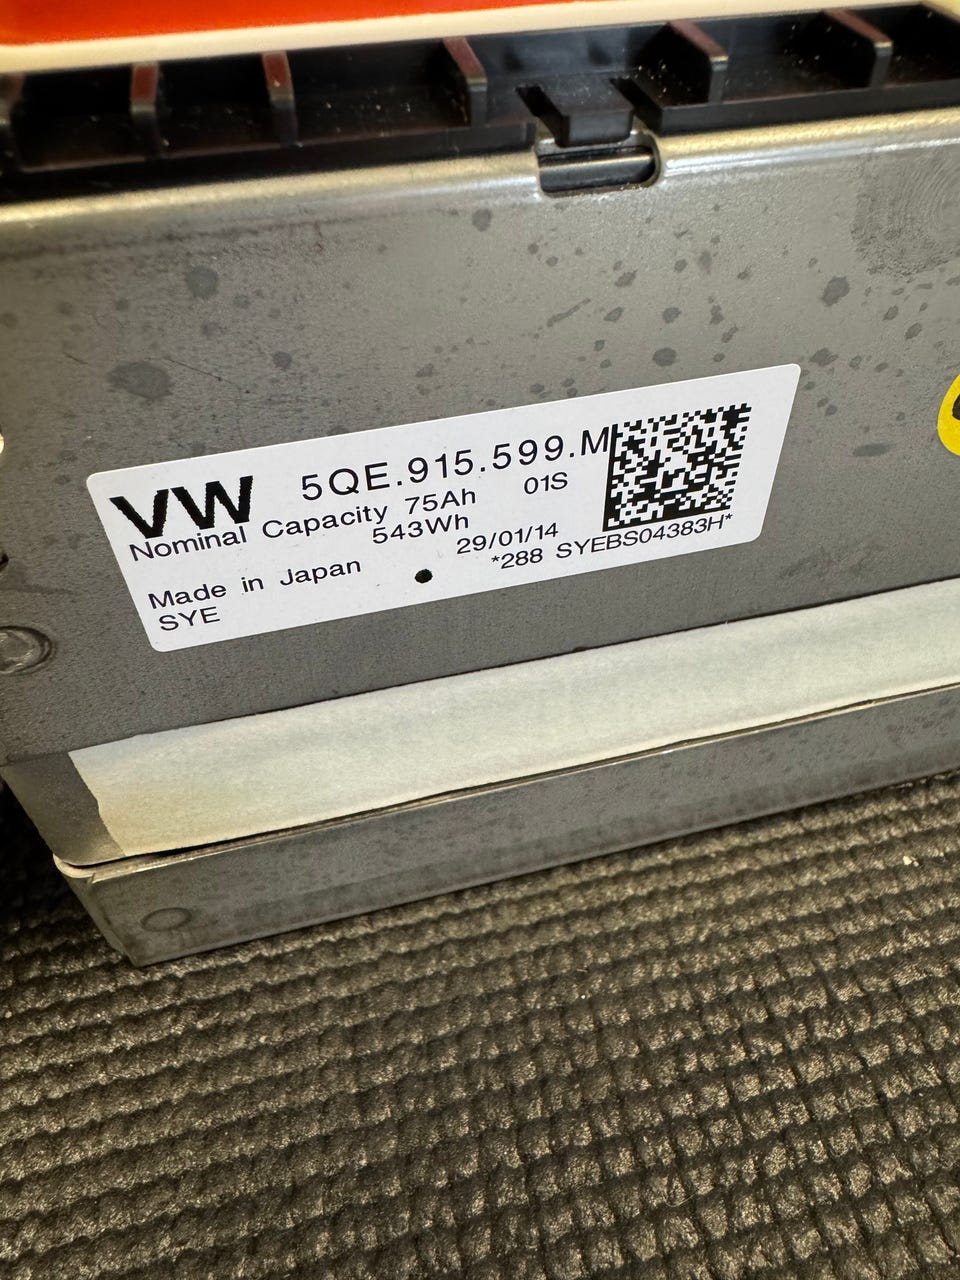 VW 5QE.915.599.M
Nominal Capacity 75Ah 01S
543Wh
29/01/14
Made in Japan *288 SYEBS04383H*
SYE